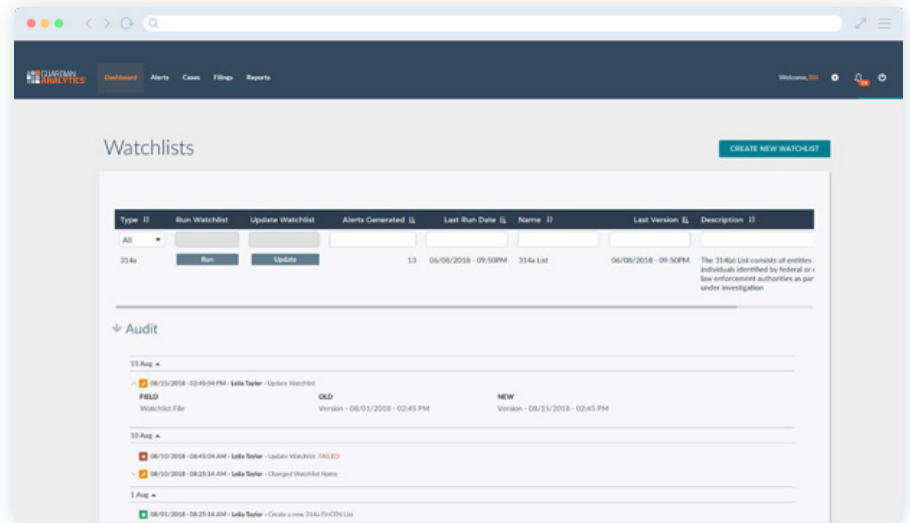 GUARDIAN
ANALYTICS
Dashboard Alerts Cases Filings Reports
Welcome, Bill
Watchlists
CREATE NEW WATCHLIST
Type Run Watchlist Update Watchlist Alerts Generated Last Run Date Name Last Version Description
All
314a Run Update 13 06/08/2018 - 09:50PM 314a List 06/08/2018 - 09:50PM The 314(a) List consists of entities
individuals identified by federal or
law enforcement authorities as par
under investigation
Audit
15 Aug
08/15/2018 - 02:45:04 PM - Leila Taylor - Update Watchlist
FIELD OLD NEW
Watchlist File Version - 08/01/2018 - 02:45 PM Version - 08/15/2018 - 02:45 PM
10 Aug
08/10/2018 - 08:45:04 AM - Leila Taylor - Update Watchlist FAILED
08/10/2018 - 08:25:14 AM - Leila Taylor - Changed Watchlist Name
1 Aug
08/01/2018 - 08:25:14 AM - Leila Taylor - Create a new 314a FinCEN List